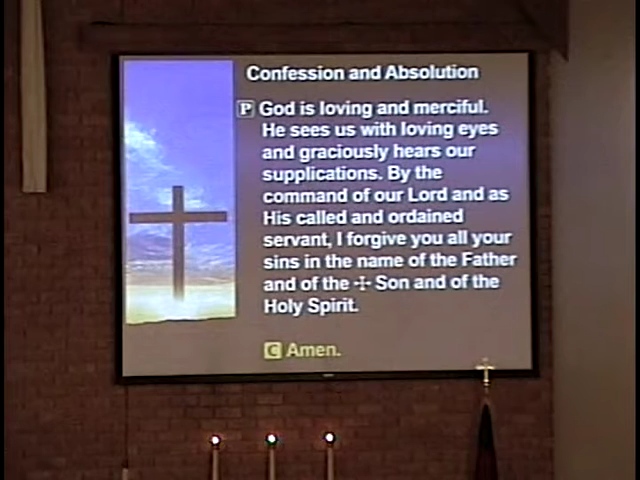 Confession and Absolution
P God is loving and merciful.
He sees us with loving eyes
and graciously hears our
supplications. By the
command of our Lord and as
His called and ordained
servant, I forgive you all your
sins in the name of the Father
and of the ☩ Son and of the
Holy Spirit.
C Amen.